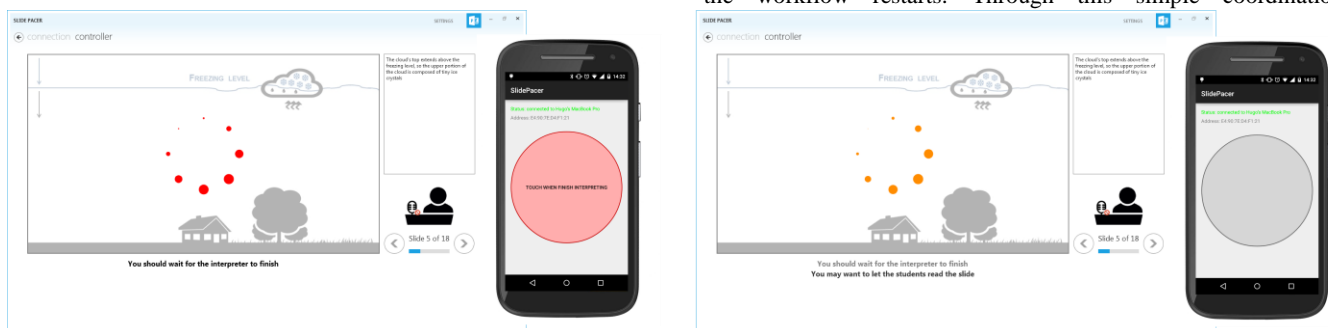 the workflow restarts. Through this simple coordination
SLIDE PACER
SETTINGS
connection controller
FREEZING LEVEL
The cloud's top extends above the
freezing level, so the upper portion of
the cloud is composed of tiny ice
crystals
Slide 5 of 18
You should wait for the interpreter to finish
14:32
SlidePacer
Status: connected to Hugo's MacBook Pro
TOUCH WHEN FINISH INTERPRETING
SLIDE PACER
SETTINGS
connection controller
FREEZING LEVEL
The cloud's top extends above the
freezing level, so the upper portion of
the cloud is composed of tiny ice
crystals
Slide 5 of 18
You should wait for the interpreter to finish
You may want to let the students read the slide
14:32
SlidePacer
Status: connected to Hugo's MacBook Pro